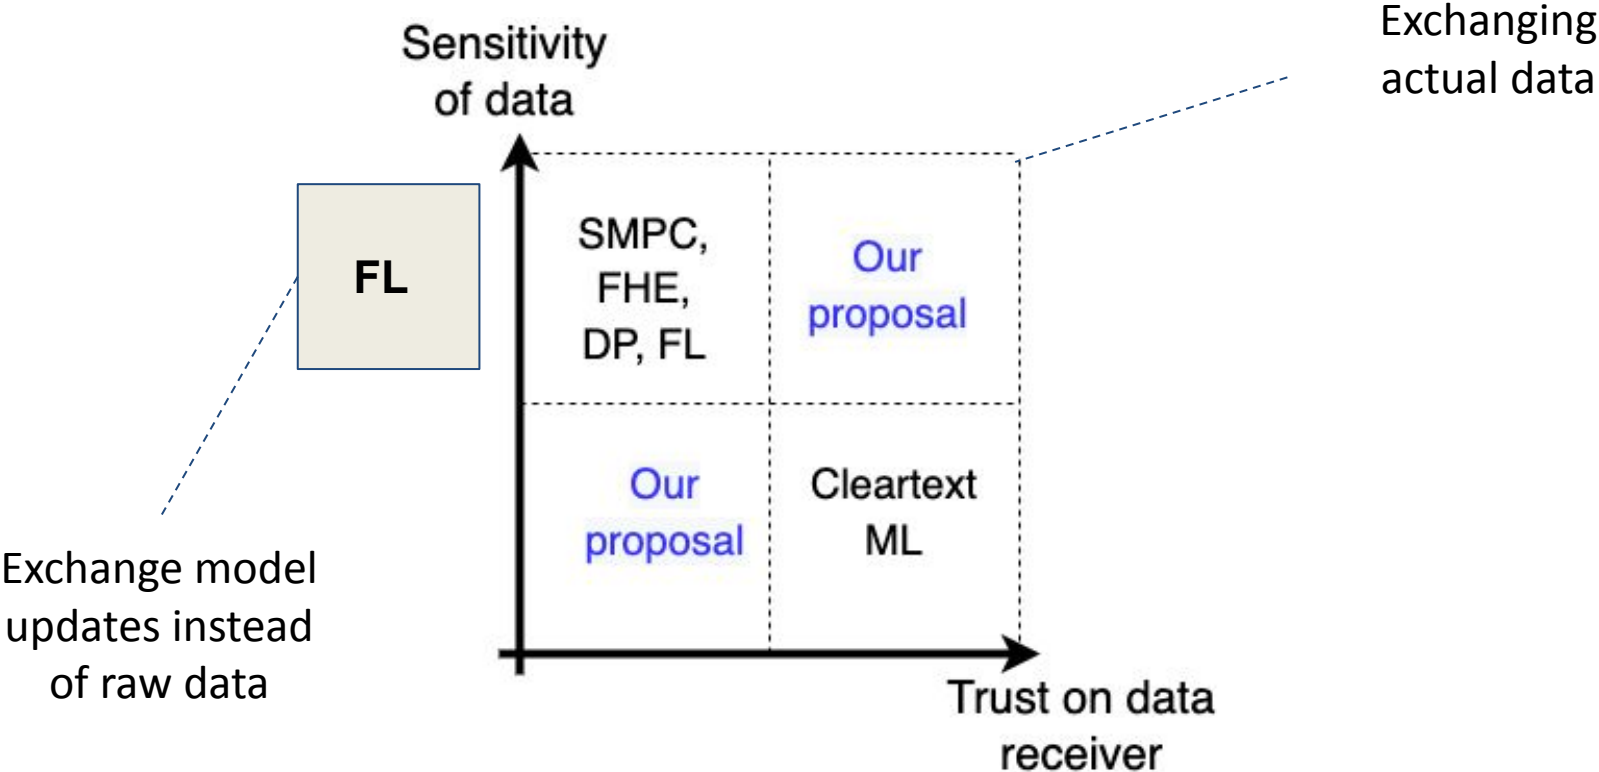 Exchanging
actual data
Sensitivity
of data
FL
SMPC,
FHE,
DP, FL
Our
proposal
Our
proposal
Cleartext
ML
Exchange model
updates instead
of raw data
Trust on data
receiver